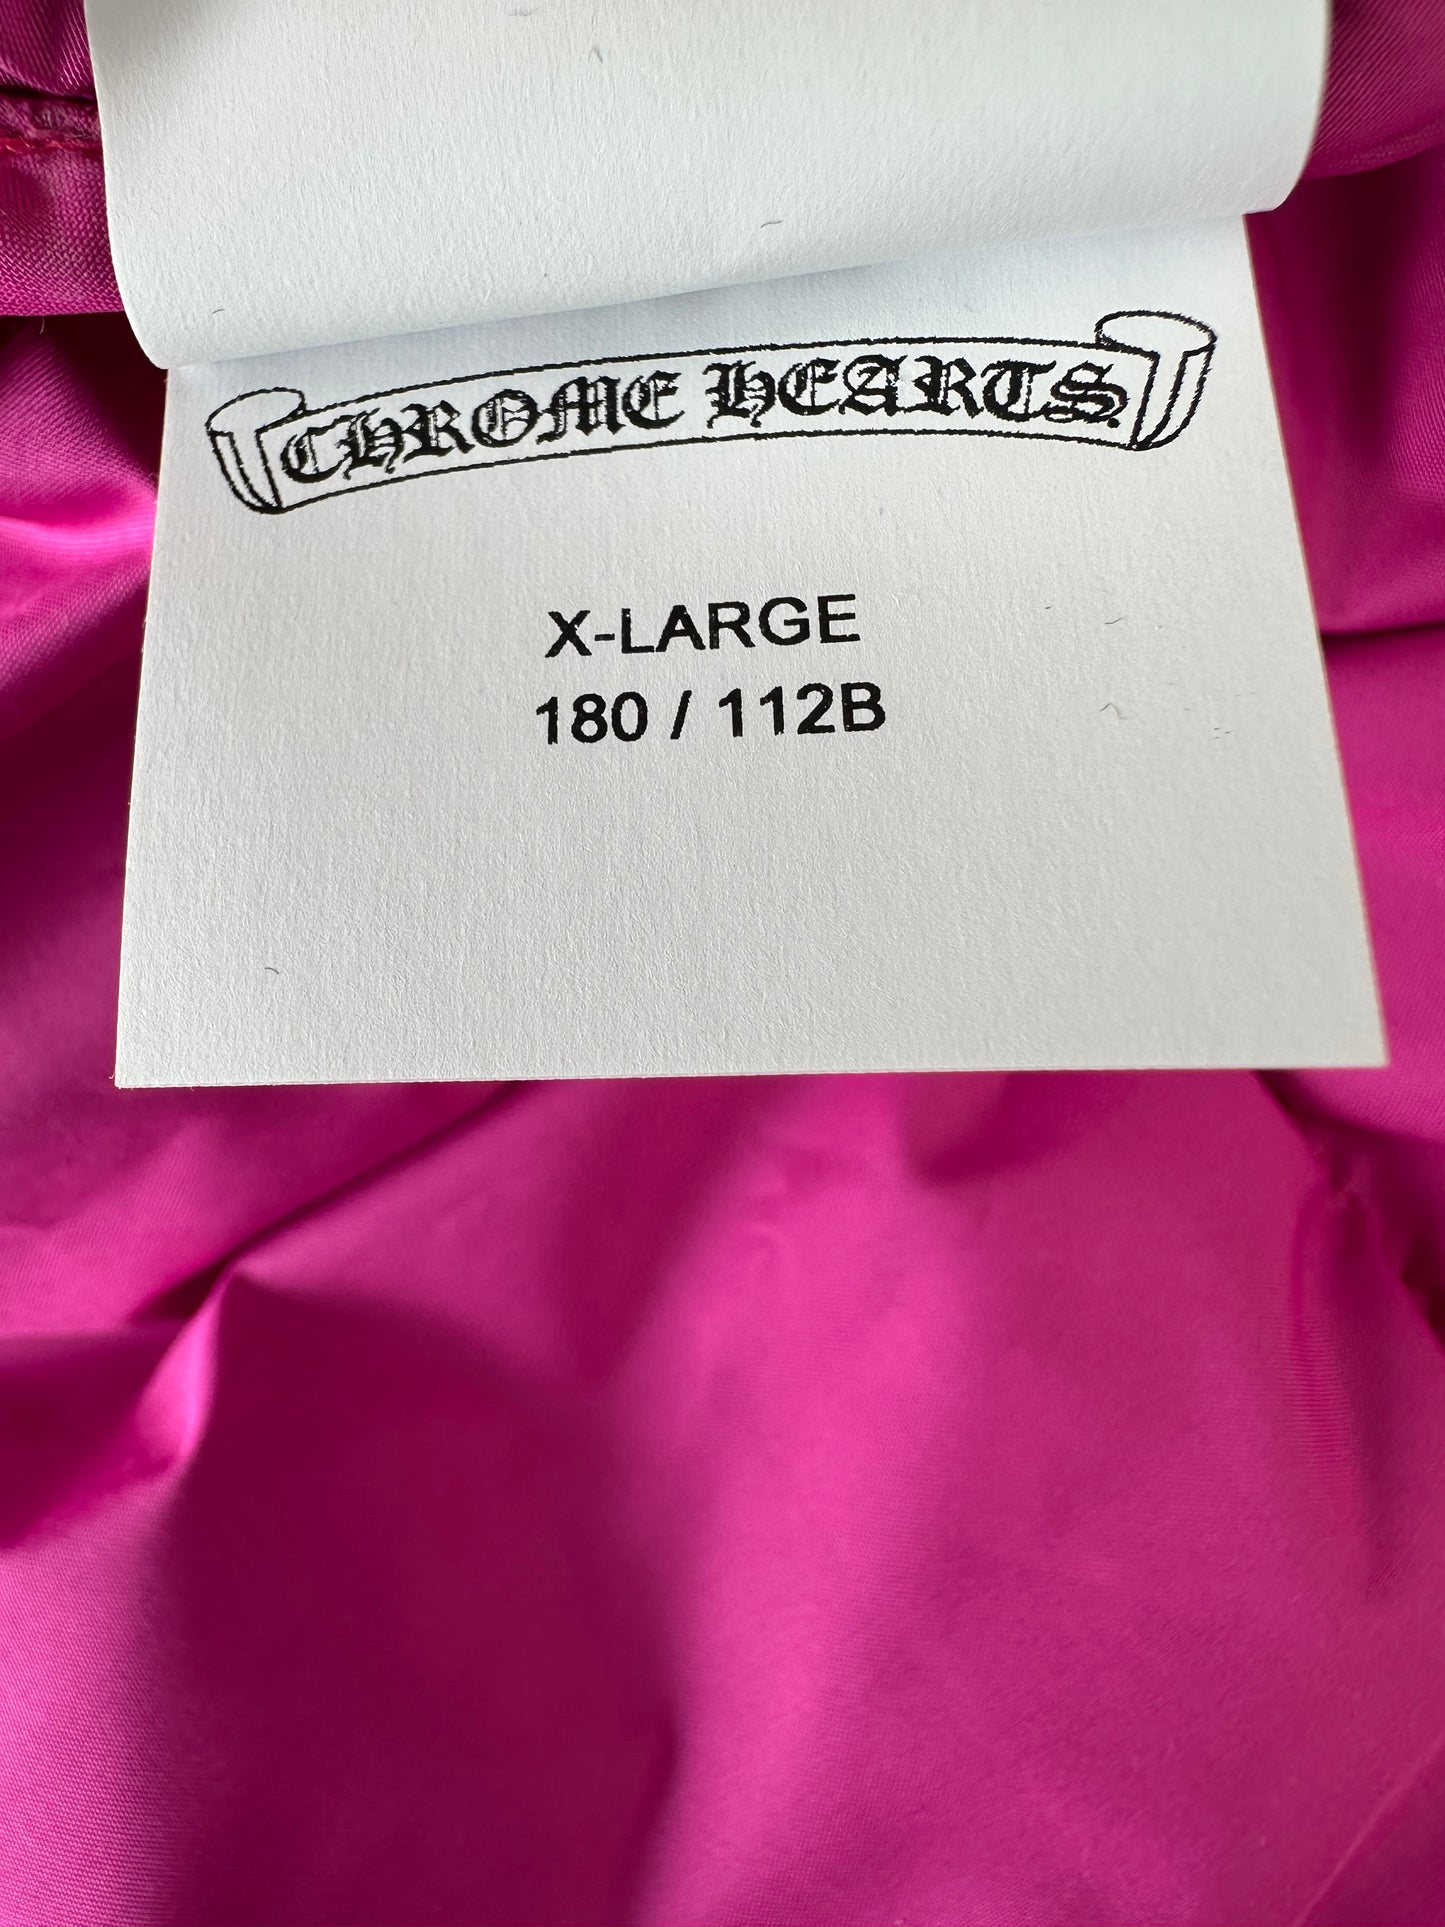 CHROME HEARTS
X-LARGE
180 / 112B